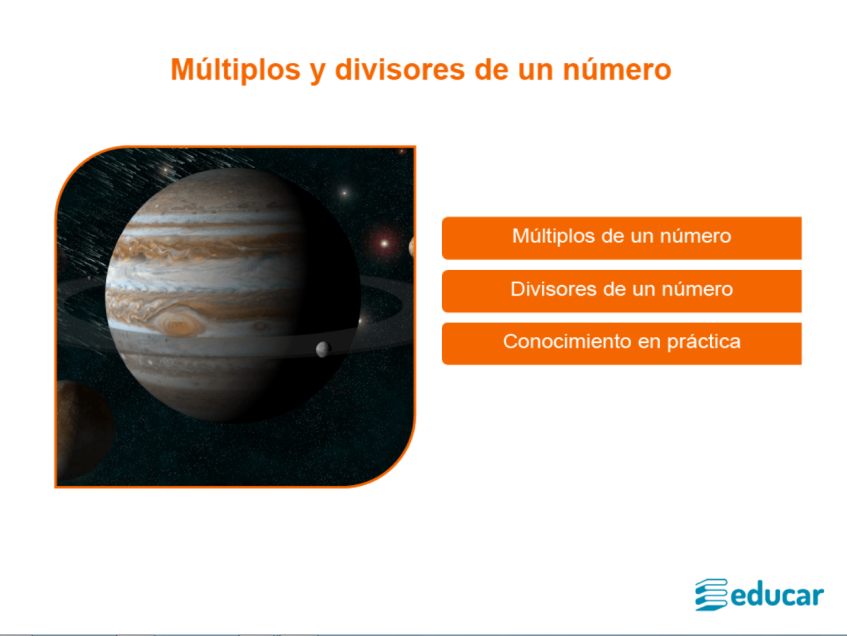 Múltiplos y divisores de un número
Múltiplos de un número
Divisores de un número
Conocimiento en práctica
educar